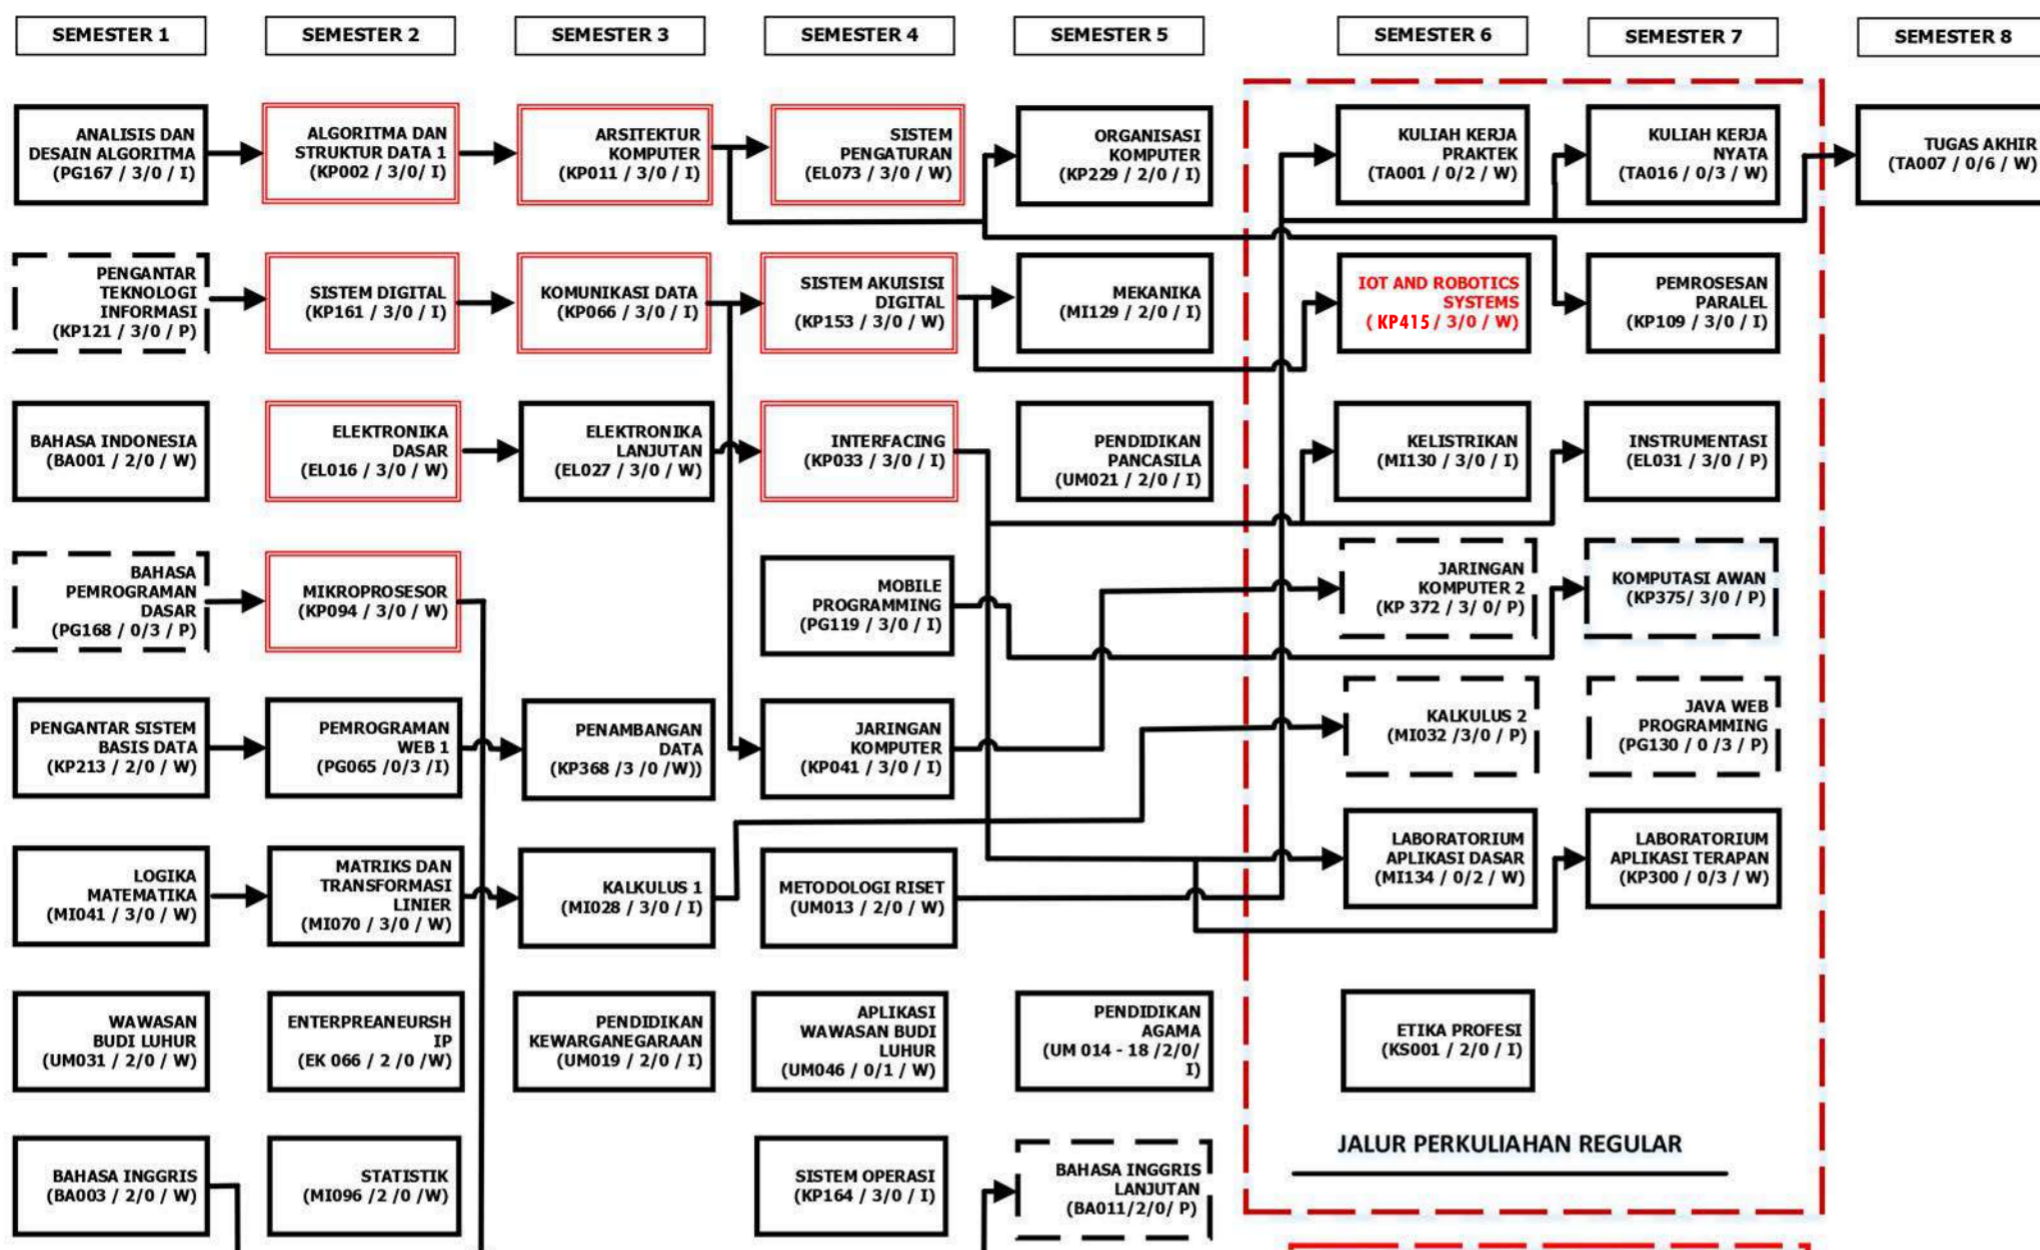 SEMESTER 1
SEMESTER 2
SEMESTER 3
SEMESTER 4
SEMESTER 5
SEMESTER 6
SEMESTER 7
SEMESTER 8
ANALISIS DAN
DESAIN ALGORITMA
(PG167 / 3/0 / I)
ALGORITMA DAN
STRUKTUR DATA 1
(KP002 / 3/0/ I)
ARSITEKTUR
KOMPUTER
(KP011 / 3/0 / I)
SISTEM
PENGATURAN
(EL073 / 3/0 / W)
ORGANISASI
KOMPUTER
(KP229 / 2/0 / I)
KULIAH KERJA
PRAKTEK
(TA001 / 0/2 / W)
KULIAH KERJA
NYATA
(TA016 / 0/3 / W)
TUGAS AKHIR
(TA007 / 0/6 / W)
PENGANTAR
TEKNOLOGI
INFORMASI
(KP121 / 3/0 / P)
SISTEM DIGITAL
(KP161 / 3/0 / I)
KOMUNIKASI DATA
(KP066 / 3/0 / I)
SISTEM AKUISISI
DIGITAL
(KP153 / 3/0 / W)
MEKANIKA
(MI129 / 2/0 / I)
IOT AND ROBOTICS
SYSTEMS
( KP415 / 3/0 / W)
PEMROSESAN
PARALEL
(KP109 / 3/0 / I)
BAHASA INDONESIA
(BA001 / 2/0 / W)
ELEKTRONIKA
DASAR
(EL016 / 3/0 / W)
ELEKTRONIKA
LANJUTAN
(EL027 / 3/0 / W)
INTERFACING
(KP033 / 3/0 / I)
PENDIDIKAN
PANCASILA
(UM021 / 2/0 / I)
KELISTRIKAN
(MI130 / 3/0 / I)
INSTRUMENTASI
(EL031 / 3/0 / P)
BAHASA
PEMROGRAMAN
DASAR
(PG168 / 0/3 / P)
MIKROPROSESOR
(KP094 / 3/0 / W)
MOBILE
PROGRAMMING
(PG119 / 3/0 / I)
JARINGAN
KOMPUTER 2
(KP 372 / 3/ 0/ P)
KOMPUTASI AWAN
(KP375/ 3/0 / P)
PENGANTAR SISTEM
BASIS DATA
(KP213 / 2/0 / W)
PEMROGRAMAN
WEB 1
(PG065 /0/3 /I)
PENAMBANGAN
DATA
(KP368 /3 /0 /W))
JARINGAN
KOMPUTER
(KP041 / 3/0 / I)
KALKULUS 2
(MI032 /3/0 / P)
JAVA WEB
PROGRAMMING
(PG130 / 0 /3 / P)
LOGIKA
MATEMATIKA
(MI041 / 3/0 / W)
MATRIKS DAN
TRANSFORMASI
LINIER
(MI070 / 3/0 / W)
KALKULUS 1
(MI028 / 3/0 / I)
METODOLOGI RISET
(UM013 / 2/0 / W)
LABORATORIUM
APLIKASI DASAR
(MI134 / 0/2 / W)
LABORATORIUM
APLIKASI TERAPAN
(KP300 / 0/3 / W)
WAWASAN
BUDI LUHUR
(UM031 / 2/0 / W)
ENTERPREANEURSH
IP
(EK 066 / 2 /0 /W)
PENDIDIKAN
KEWARGANEGARAAN
(UM019 / 2/0 / I)
APLIKASI
WAWASAN BUDI
LUHUR
(UM046 / 0/1 / W)
PENDIDIKAN
AGAMA
(UM 014 - 18 /2/0/
I)
ETIKA PROFESI
(KS001 / 2/0 / I)
JALUR PERKULIAHAN REGULAR
BAHASA INGGRIS
(BA003 / 2/0 / W)
STATISTIK
(MI096 /2 /0 /W)
SISTEM OPERASI
(KP164 / 3/0 / I)
BAHASA INGGRIS
LANJUTAN
(BA011/2/0/ P)